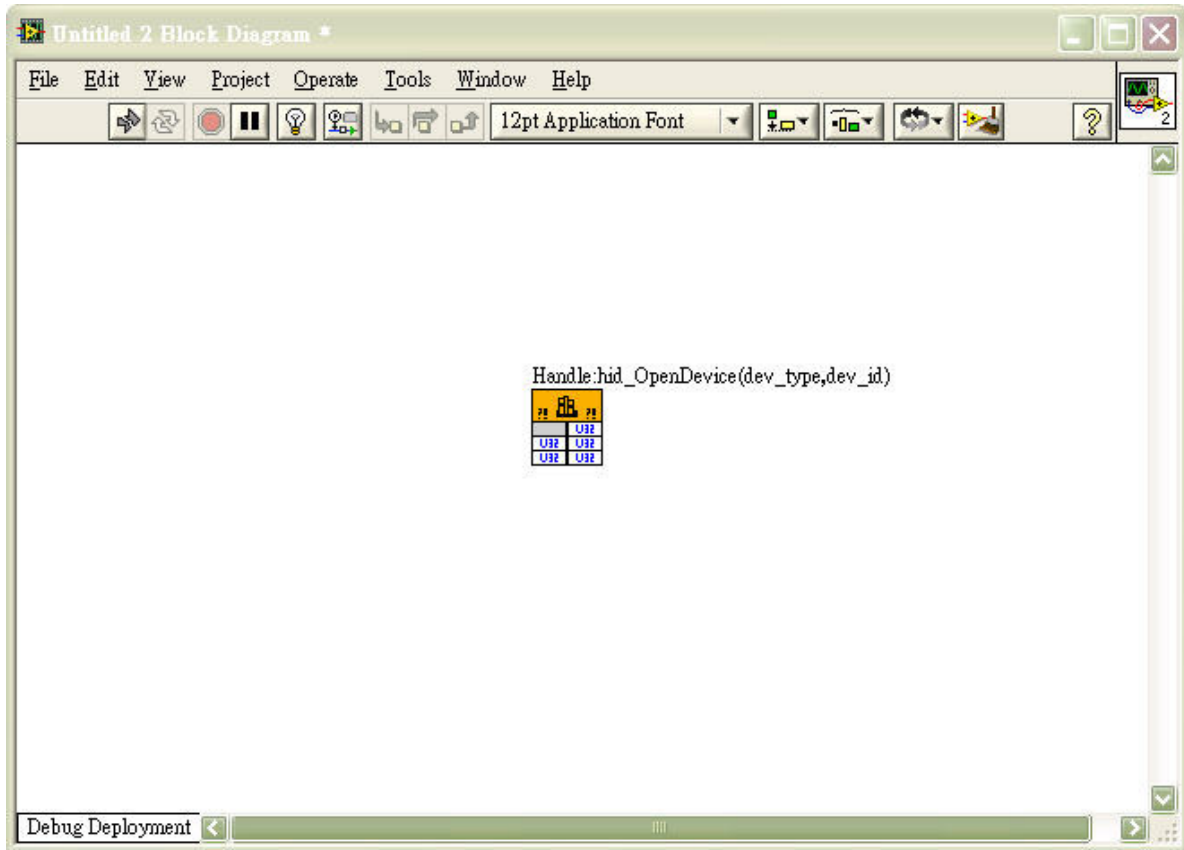 Untitled 2 Block Diagram *
File Edit View Project Operate Tools Window Help
12pt Application Font
2
Handle:hid_OpenDevice(dev_type,dev_id)
?! ?!
U32
U32 U32
U32 U32
Debug Deployment